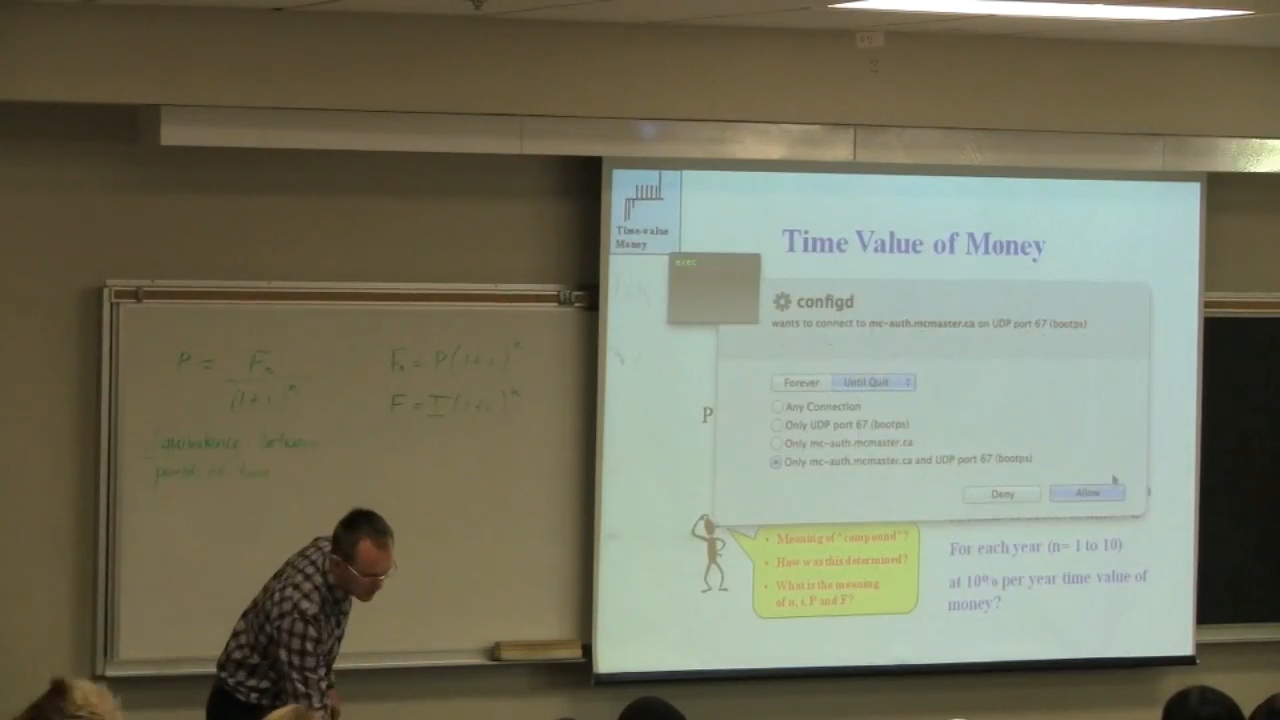 P = Fn / (1+i)^n
Fn = P(1+i)^n
F = I(1+i)^n
Time-value
Money
Time Value of Money
exec
configd
wants to connect to mc-auth.mcmaster.ca on UDP port 67 (bootps)
Forever Until Quit
Any Connection
Only UDP port 67 (bootps)
Only mc-auth.mcmaster.ca
Only mc-auth.mcmaster.ca and UDP port 67 (bootps)
Deny Allow
P
• Meaning of "compound"?
• How was this determined?
• What is the meaning
of n, i, P and F?
For each year (n= 1 to 10)
at 10% per year time value of
money?